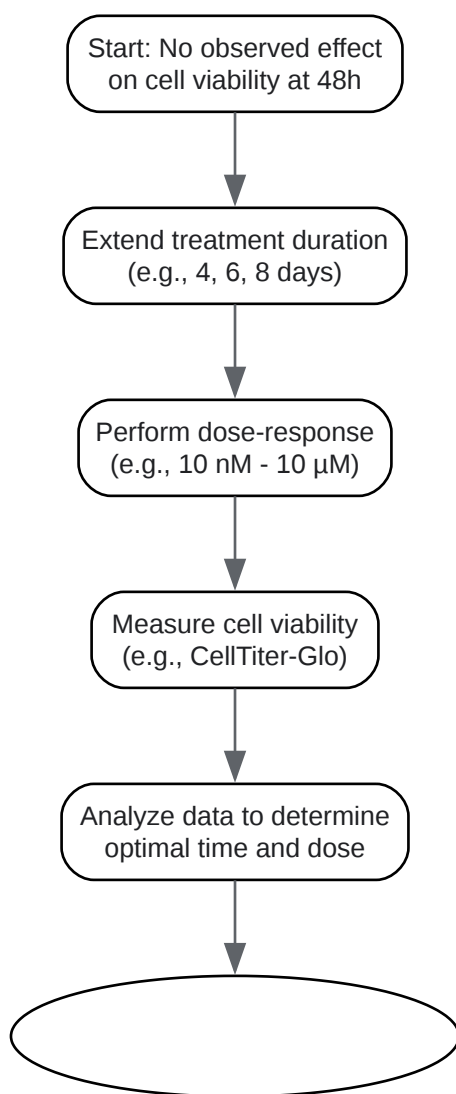 Start: No observed effect
on cell viability at 48h
Extend treatment duration
(e.g., 4, 6, 8 days)
Perform dose-response
(e.g., 10 nM - 10 µM)
Measure cell viability
(e.g., CellTiter-Glo)
Analyze data to determine
optimal time and dose